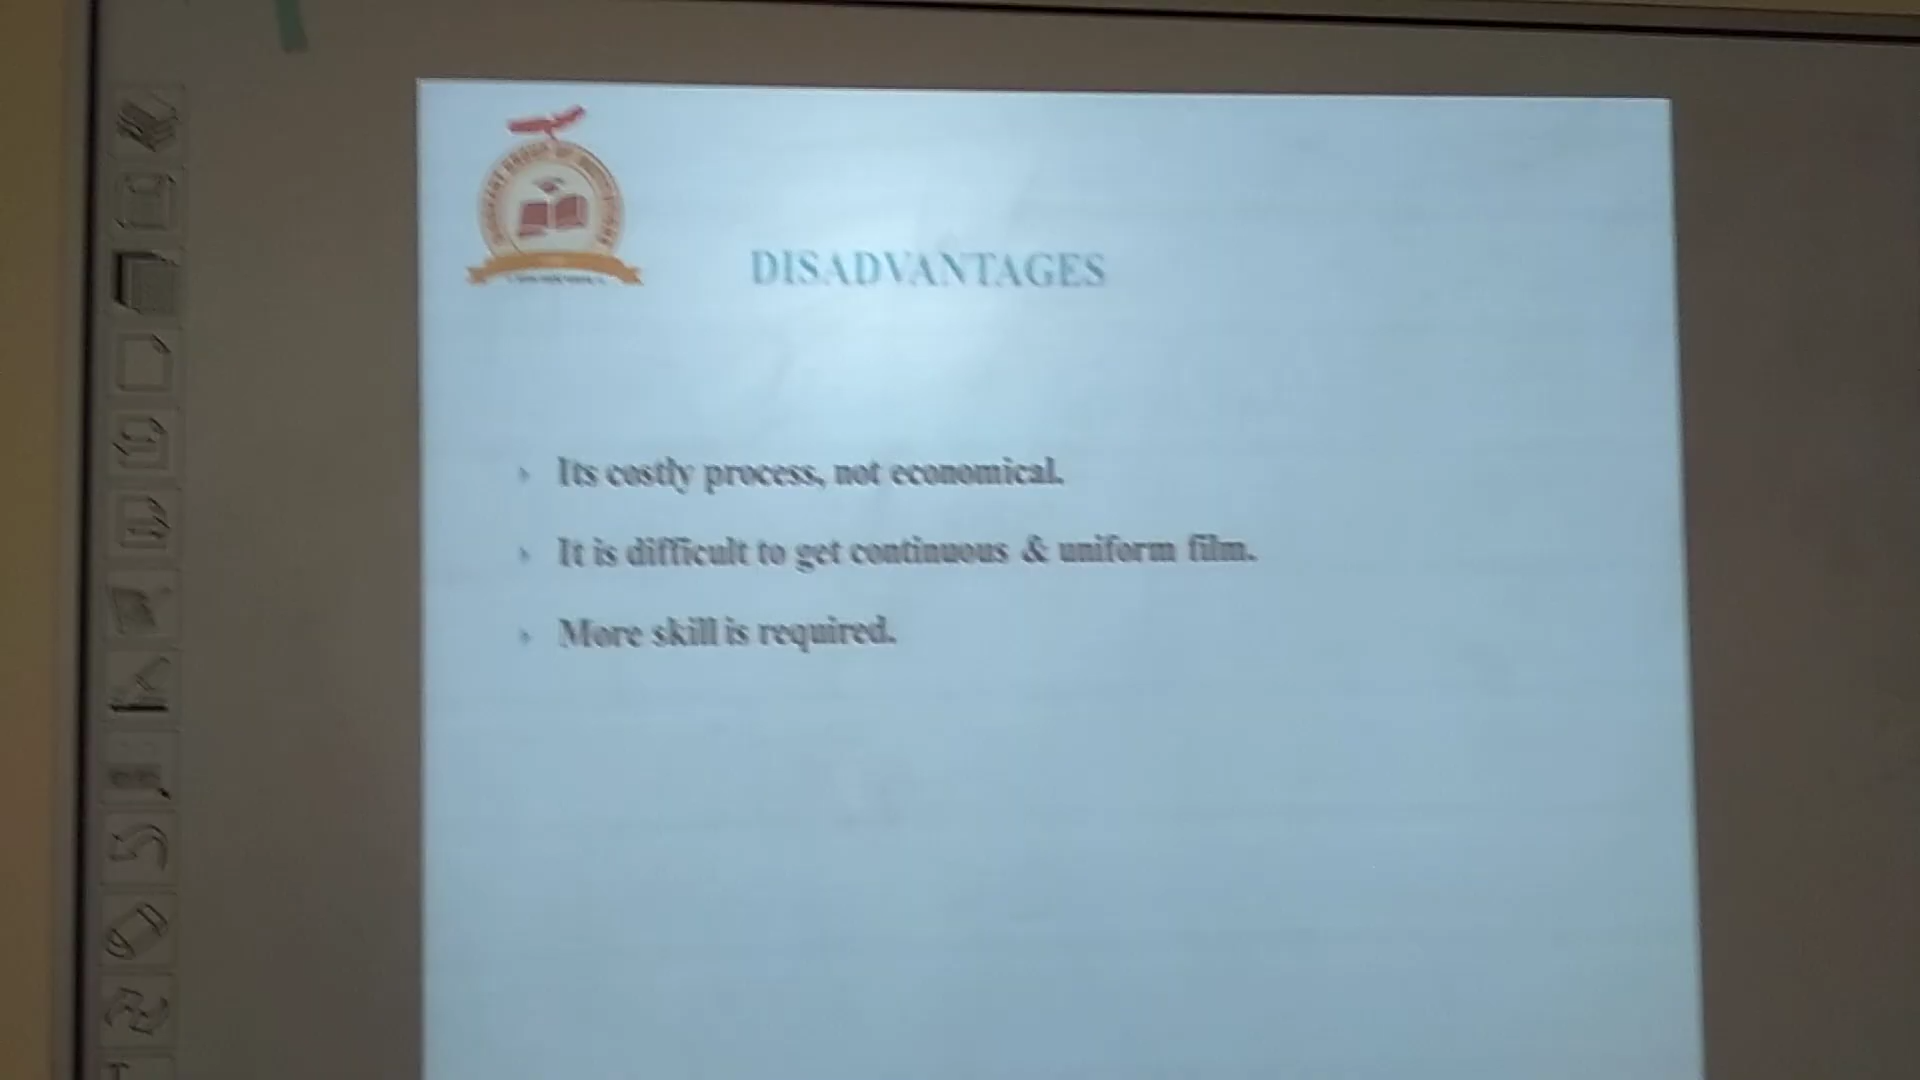 DISADVANTAGES
Its costly process, not economical.
It is difficult to get continuous & uniform film.
More skill is required.